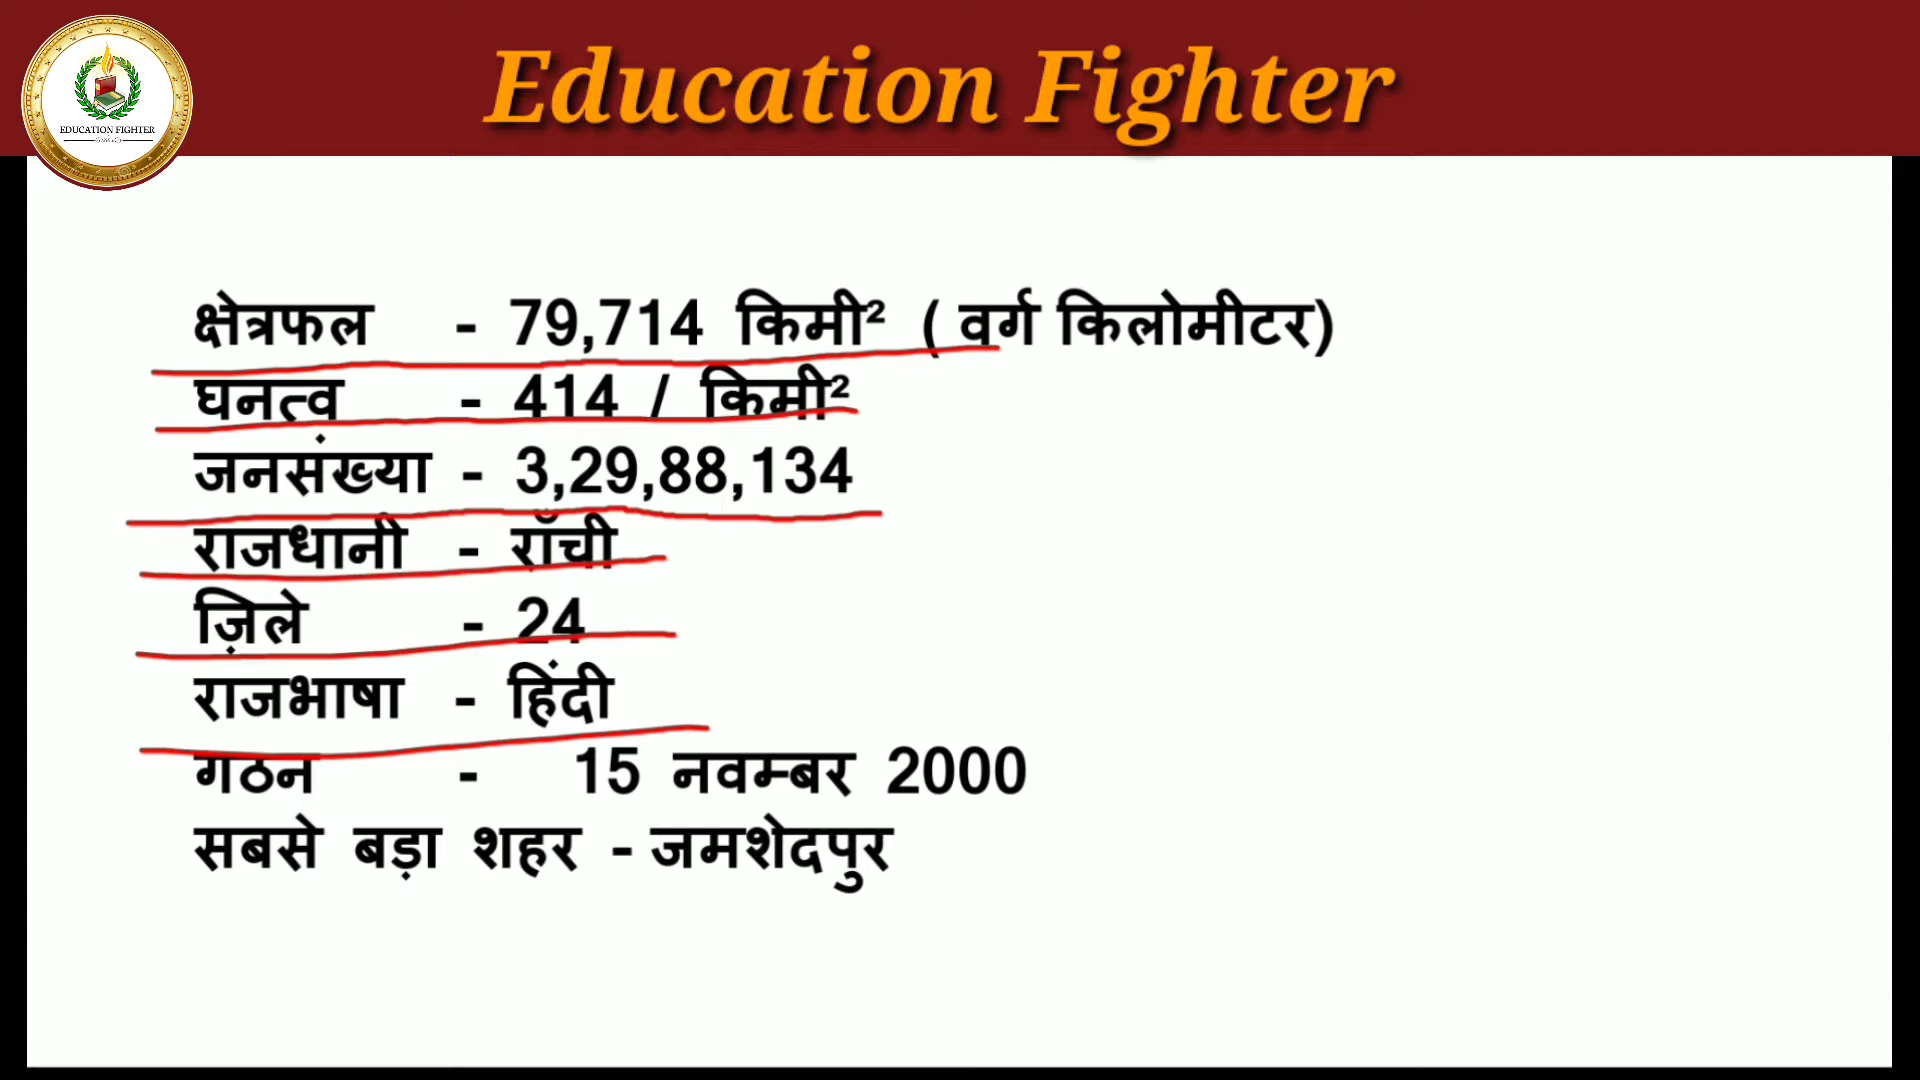 Education Fighter
EDUCATION FIGHTER
क्षेत्रफल - 79,714 किमी² ( वर्ग किलोमीटर)
घनत्व - 414 / किमी²
जनसंख्या - 3,29,88,134
राजधानी - रॉची
ज़िले - 24
राजभाषा - हिंदी
गठन - 15 नवम्बर 2000
सबसे बड़ा शहर - जमशेदपुर